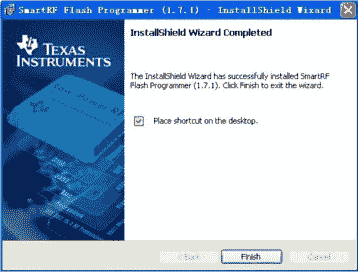 SmartRF Flash Programmer (1.7.1) - InstallShield Wizard
TEXAS
INSTRUMENTS
InstallShield Wizard Completed
The InstallShield Wizard has successfully installed SmartRF
Flash Programmer (1.7.1). Click Finish to exit the wizard.
Place shortcut on the desktop.
< Back
Finish
Cancel